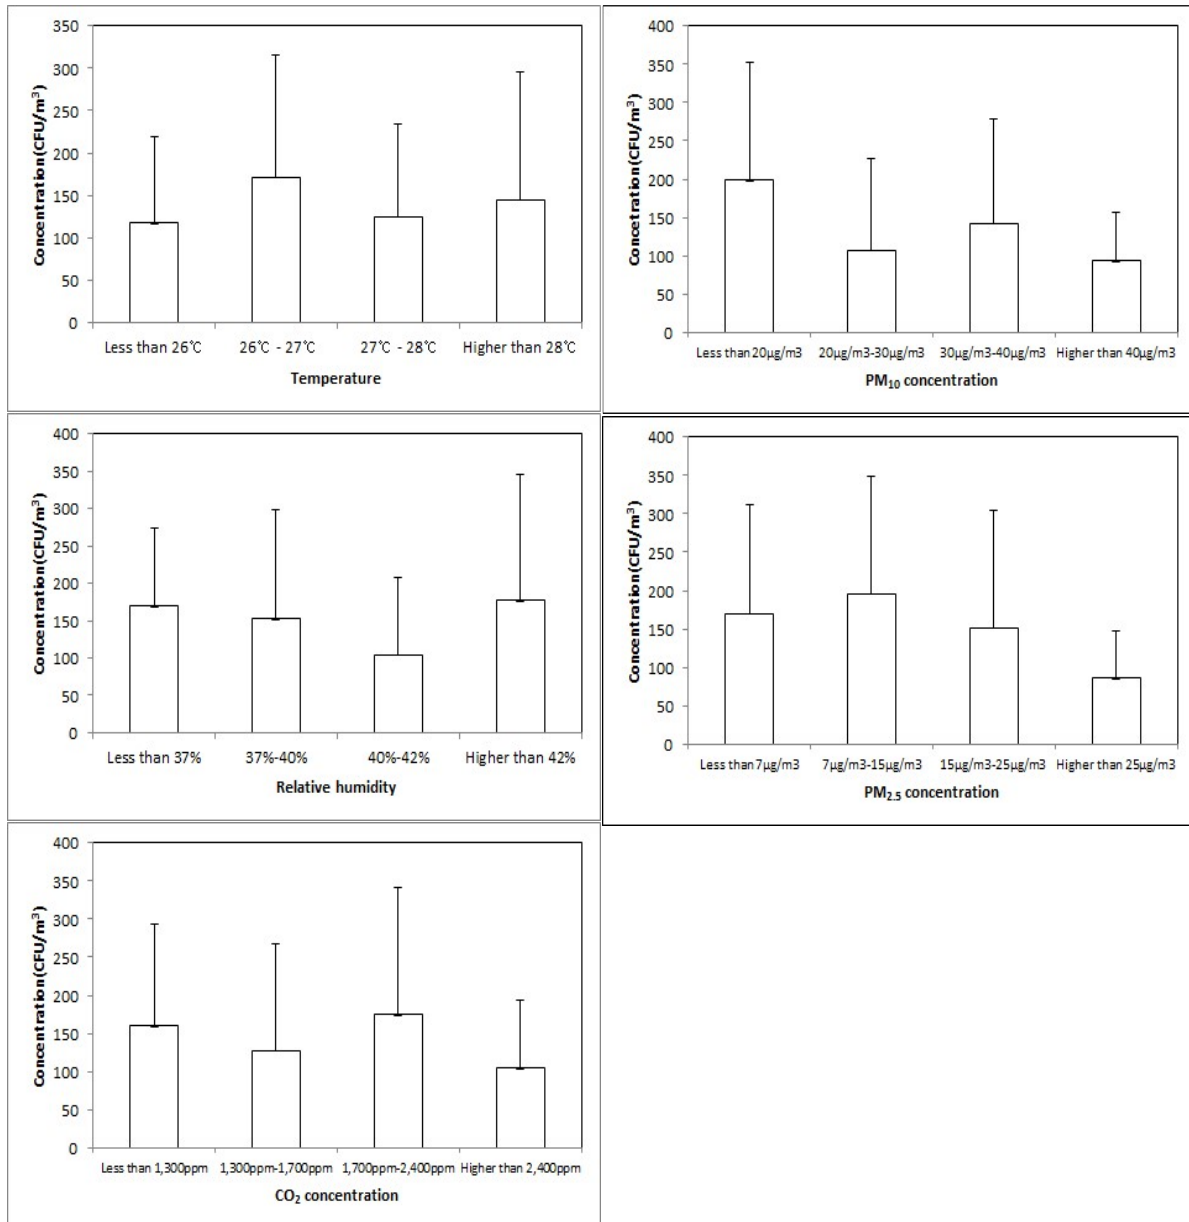 350
300
250
200
150
100
50
0
Concentration(CFU/m³)
Less than 26℃ 26℃ - 27℃ 27℃ - 28℃ Higher than 28℃
Temperature
400
350
300
250
200
150
100
50
0
Concetration(CFU/m³)
Less than 20µg/m3 20µg/m3-30µg/m3 30µg/m3-40µg/m3 Higher than 40µg/m3
PM₁₀ concentration
400
350
300
250
200
150
100
50
0
Concentration(CFU/m³)
Less than 37% 37%-40% 40%-42% Higher than 42%
Relative humidity
400
350
300
250
200
150
100
50
0
Concentration(CFU/m³)
Less than 7µg/m3 7µg/m3-15µg/m3 15µg/m3-25µg/m3 Higher than 25µg/m3
PM₂.₅ concentration
400
350
300
250
200
150
100
50
0
Concentration(CFU/m³)
Less than 1,300ppm 1,300ppm-1,700ppm 1,700ppm-2,400ppm Higher than 2,400ppm
CO₂ concentration